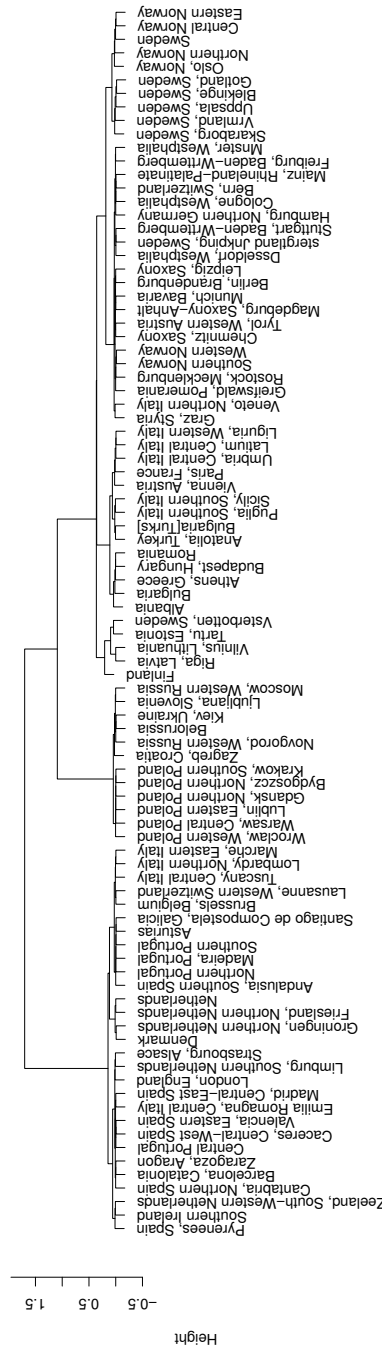 Eastern Norway
Central Norway
Sweden
Northern Norway
Oslo, Norway
Gotland, Sweden
Blekinge, Sweden
Uppsala, Sweden
Vrmland, Sweden
Skaraborg, Sweden
Mnster, Westphalia
Freiburg, Baden−Wrttemberg
Mainz, Rhineland−Palatinate
Bern, Switzerland
Cologne, Westphalia
Hamburg, Northern Germany
Stuttgart, Baden−Wrttemberg
stergtland Jnkping, Sweden
Dsseldorf, Westphalia
Leipzig, Saxony
Berlin, Brandenburg
Munich, Bavaria
Magdeburg, Saxony−Anhalt
Tyrol, Western Austria
Chemnitz, Saxony
Western Norway
Southern Norway
Rostock, Mecklenburg
Greifswald, Pomerania
Veneto, Northern Italy
Graz, Styria
Liguria, Western Italy
Latium, Central Italy
Umbria, Central Italy
Paris, France
Vienna, Austria
Sicily, Southern Italy
Puglia, Southern Italy
Bulgaria[Turks]
Anatolia, Turkey
Romania
Budapest, Hungary
Athens, Greece
Bulgaria
Albania
Vsterbotten, Sweden
Tartu, Estonia
Vilnius, Lithuania
Riga, Latvia
Finland
Moscow, Western Russia
Ljubljana, Slovenia
Kiev, Ukraine
Belorussia
Novgorod, Western Russia
Zagreb, Croatia
Krakow, Southern Poland
Bydgoszcz, Northern Poland
Gdansk, Northern Poland
Lublin, Eastern Poland
Warsaw, Central Poland
Wroclaw, Western Poland
Marche, Eastern Italy
Lombardy, Northern Italy
Tuscany, Central Italy
Lausanne, Western Switzerland
Brussels, Belgium
Santiago de Compostela, Galicia
Asturias
Southern Portugal
Madeira, Portugal
Northern Portugal
Andalusia, Southern Spain
Netherlands
Friesland, Northern Netherlands
Groningen, Northern Netherlands
Denmark
Strasbourg, Alsace
Limburg, Southern Netherlands
London, England
Madrid, Central−East Spain
Emilia Romagna, Central Italy
Valencia, Eastern Spain
Caceres, Central−West Spain
Central Portugal
Zaragoza, Aragon
Barcelona, Catalonia
Cantabria, Northern Spain
Zeeland, South−Western Netherlands
Southern Ireland
Pyrenees, Spain
−0.5
0.5
1.5
Height